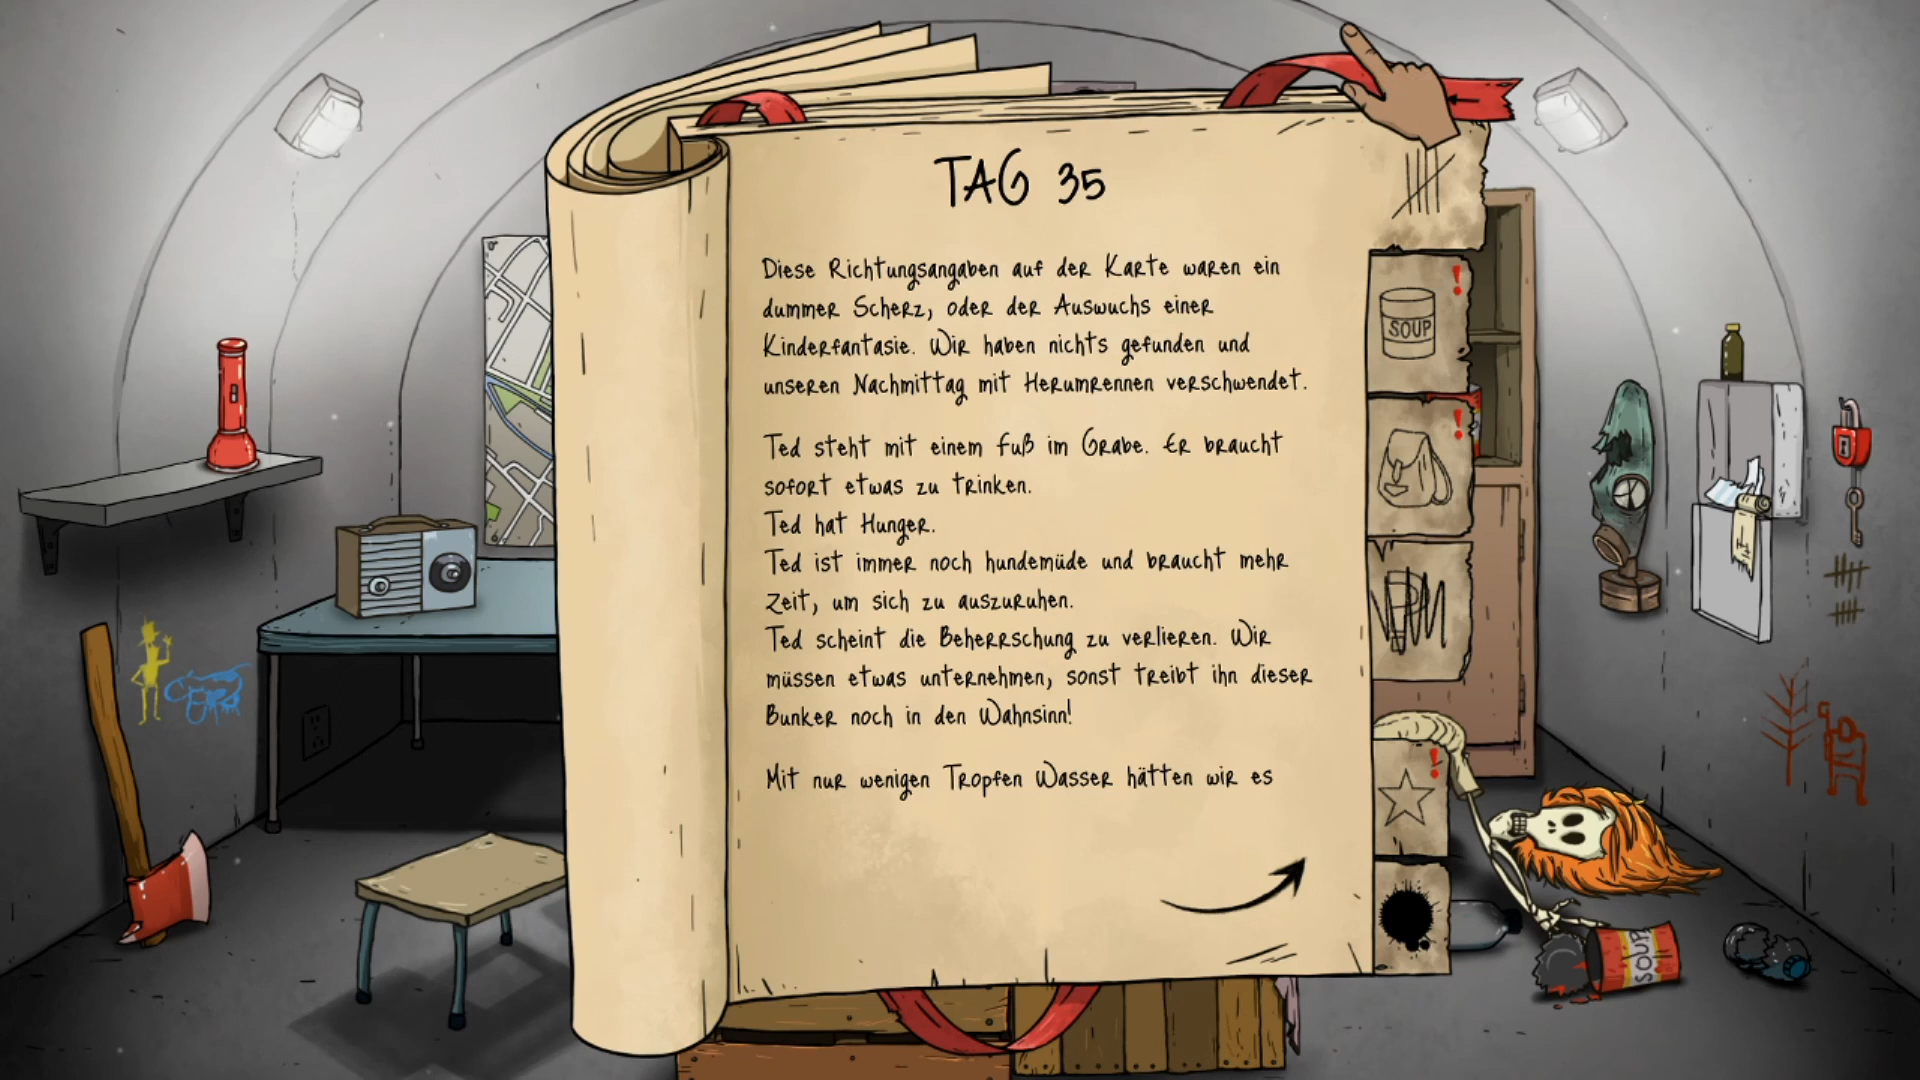 TAG 35
Diese Richtungsangaben auf der Karte waren ein
dummer Scherz, oder der Auswuchs einer
Kinderfantasie. Wir haben nichts gefunden und
unseren Nachmittag mit Herumrennen verschwendet.
Ted steht mit einem Fuß im Grabe. Er braucht
sofort etwas zu trinken.
Ted hat Hunger.
Ted ist immer noch hundemüde und braucht mehr
Zeit, um sich zu auszuruhen.
Ted scheint die Beherrschung zu verlieren. Wir
müssen etwas unternehmen, sonst treibt ihn dieser
Bunker noch in den Wahnsinn!
Mit nur wenigen Tropfen Wasser hätten wir es
!
SOUP
!
!
SOUP